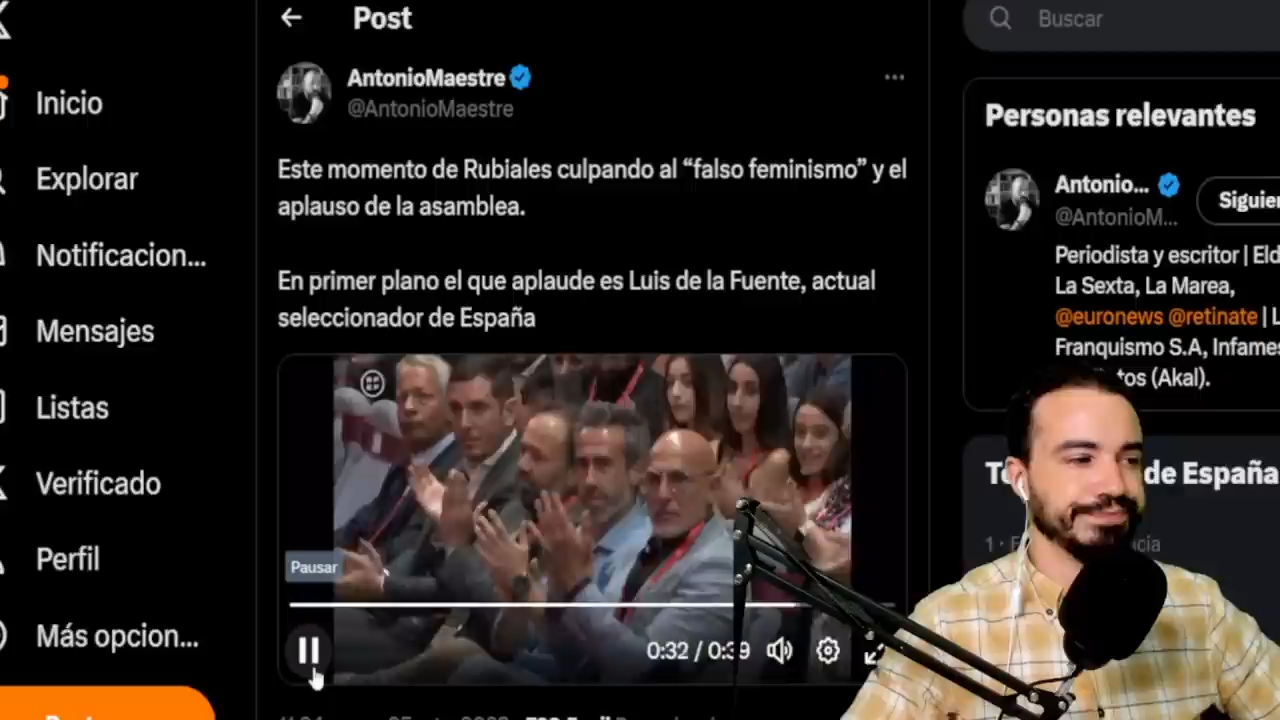 Post
Buscar
AntonioMaestre
@AntonioMaestre
Inicio
Explorar
Notificacion...
Mensajes
Listas
Verificado
Perfil
Más opcion...
Este momento de Rubiales culpando al “falso feminismo” y el
aplauso de la asamblea.
En primer plano el que aplaude es Luis de la Fuente, actual
seleccionador de España
Pausar
0:32 / 0:39
Personas relevantes
Antonio...
@AntonioM...
Periodista y escritor |
La Sexta, La Marea,
@euronews @retinate |
Franquismo S.A, Infames
(Akal).
de España